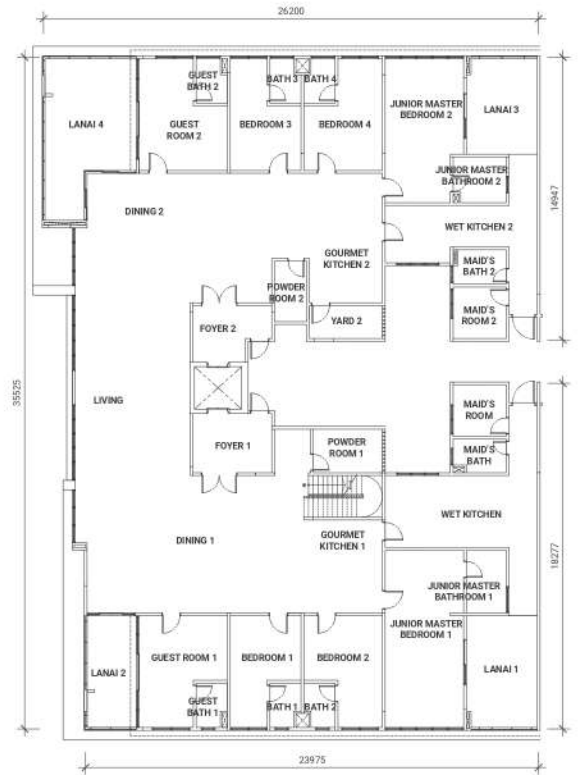 26200
GUEST
BATH 2
BATH 3
BATH 4
LANAI 4
GUEST
ROOM 2
BEDROOM 3
BEDROOM 4
JUNIOR MASTER
BEDROOM 2
LANAI 3
JUNIOR MASTER
BATHROOM 2
DINING 2
WET KITCHEN 2
14947
GOURMET
KITCHEN 2
MAID'S
BATH 2
POWDER
ROOM 2
MAID'S
ROOM 2
FOYER 2
YARD 2
35525
LIVING
MAID'S
ROOM
FOYER 1
POWDER
ROOM 1
MAID'S
BATH
WET KITCHEN
DINING 1
GOURMET
KITCHEN 1
18277
JUNIOR MASTER
BATHROOM 1
JUNIOR MASTER
BEDROOM 1
GUEST ROOM 1
BEDROOM 1
BEDROOM 2
LANAI 2
LANAI 1
GUEST
BATH 1
BATH 1
BATH 2
23975